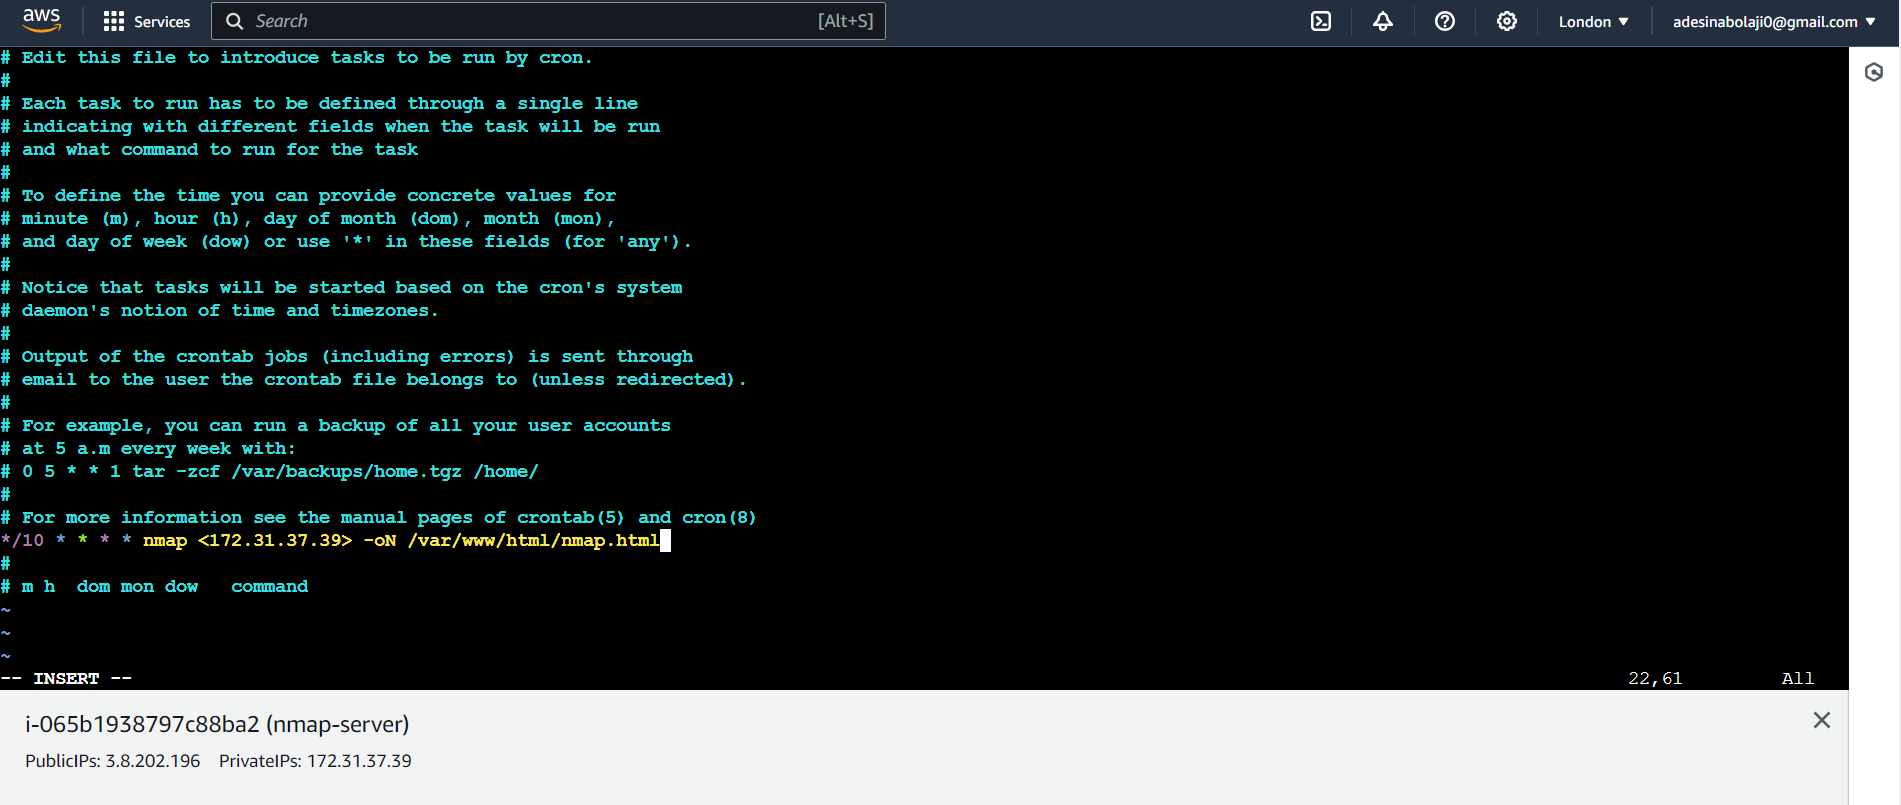 aws Services Search [Alt+S] London ▼ adesinabolaji0@gmail.com ▼
# Edit this file to introduce tasks to be run by cron.
#
# Each task to run has to be defined through a single line
# indicating with different fields when the task will be run
# and what command to run for the task
#
# To define the time you can provide concrete values for
# minute (m), hour (h), day of month (dom), month (mon),
# and day of week (dow) or use '*' in these fields (for 'any').
#
# Notice that tasks will be started based on the cron's system
# daemon's notion of time and timezones.
#
# Output of the crontab jobs (including errors) is sent through
# email to the user the crontab file belongs to (unless redirected).
#
# For example, you can run a backup of all your user accounts
# at 5 a.m every week with:
# 0 5 * * 1 tar -zcf /var/backups/home.tgz /home/
#
# For more information see the manual pages of crontab(5) and cron(8)
*/10 * * * * nmap <172.31.37.39> -oN /var/www/html/nmap.html
#
# m h  dom mon dow   command
~
~
~
-- INSERT -- 22,61 All
i-065b1938797c88ba2 (nmap-server)
PublicIPs: 3.8.202.196 PrivateIPs: 172.31.37.39